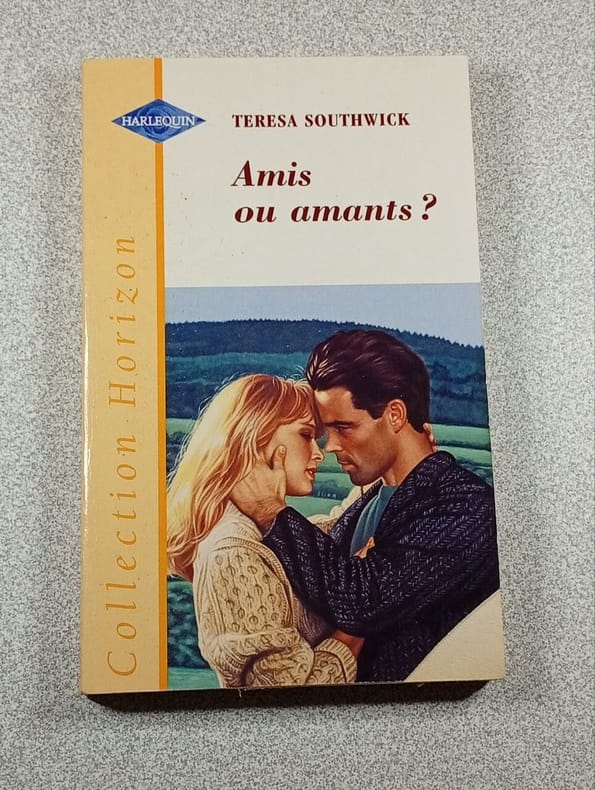 HARLEQUIN
TERESA SOUTHWICK
Amis
ou amants ?
Collection Horizon